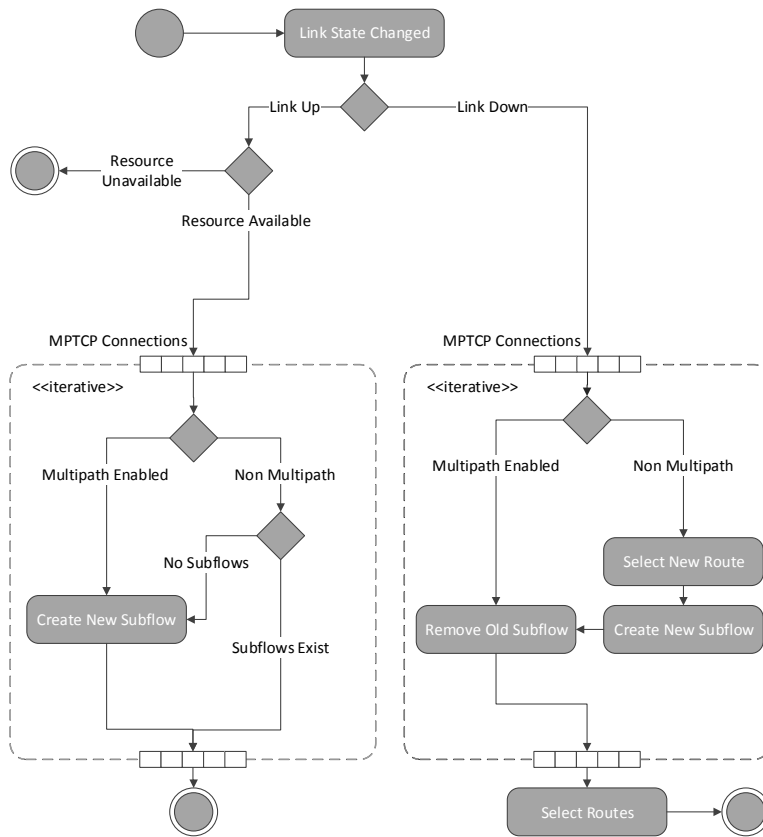 Link State Changed
Link Up
Link Down
Resource
Unavailable
Resource Available
MPTCP Connections
MPTCP Connections
<<iterative>>
<<iterative>>
Multipath Enabled
Non Multipath
Multipath Enabled
Non Multipath
No Subflows
Select New Route
Create New Subflow
Subflows Exist
Remove Old Subflow
Create New Subflow
Select Routes